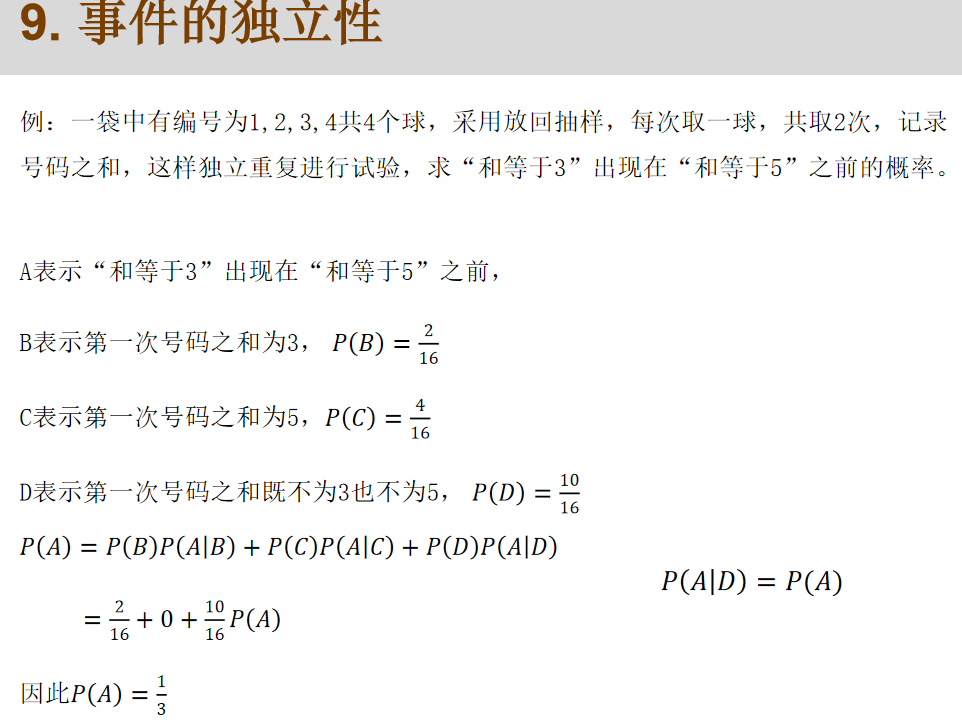 9. 事件的独立性
例：一袋中有编号为1,2,3,4共4个球，采用放回抽样，每次取一球，共取2次，记录
号码之和，这样独立重复进行试验，求“和等于3”出现在“和等于5”之前的概率。
A表示“和等于3”出现在“和等于5”之前，
B表示第一次号码之和为3， P(B) = 2/16
C表示第一次号码之和为5，P(C) = 4/16
D表示第一次号码之和既不为3也不为5， P(D) = 10/16
P(A) = P(B)P(A|B) + P(C)P(A|C) + P(D)P(A|D)
P(A|D) = P(A)
= 2/16 + 0 + 10/16 P(A)
因此P(A) = 1/3